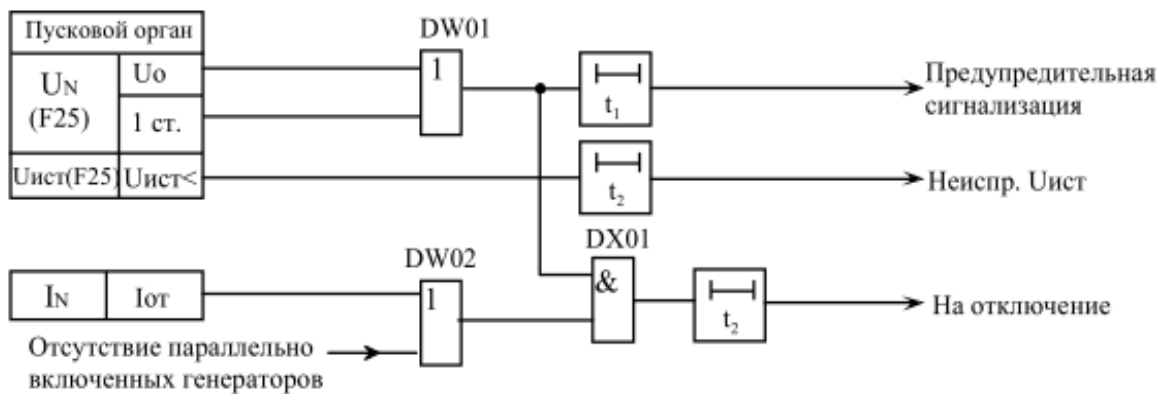 Пусковой орган
DW01
UN
(F25)
Uо
1 ст.
1
t1
Предупредительная
сигнализация
Uист(F25)
Uист<
t2
Неиспр. Uист
DX01
DW02
IN
Iот
1
&
t2
На отключение
Отсутствие параллельно
включенных генераторов